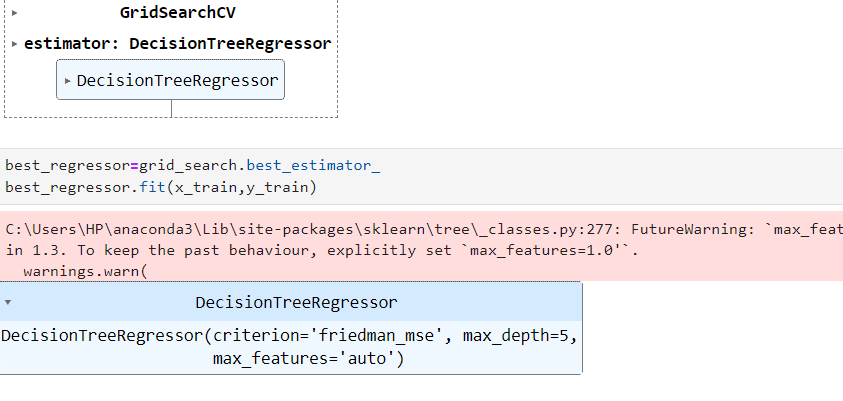 GridSearchCV
estimator: DecisionTreeRegressor
DecisionTreeRegressor
best_regressor=grid_search.best_estimator_
best_regressor.fit(x_train,y_train)
C:\Users\HP\anaconda3\Lib\site-packages\sklearn\tree\_classes.py:277: FutureWarning: `max_feat
in 1.3. To keep the past behaviour, explicitly set `max_features=1.0'`.
warnings.warn(
DecisionTreeRegressor
DecisionTreeRegressor(criterion='friedman_mse', max_depth=5,
max_features='auto')